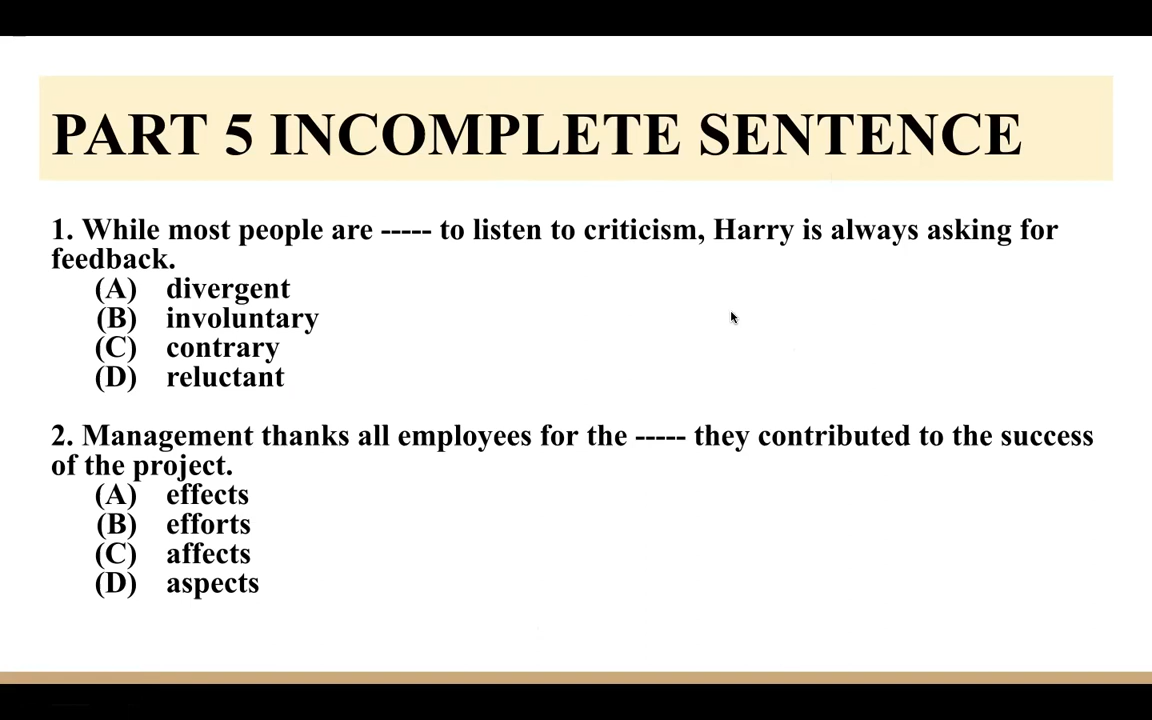 PART 5 INCOMPLETE SENTENCE
1. While most people are ----- to listen to criticism, Harry is always asking for
feedback.
(A) divergent
(B) involuntary
(C) contrary
(D) reluctant
2. Management thanks all employees for the ----- they contributed to the success
of the project.
(A) effects
(B) efforts
(C) affects
(D) aspects